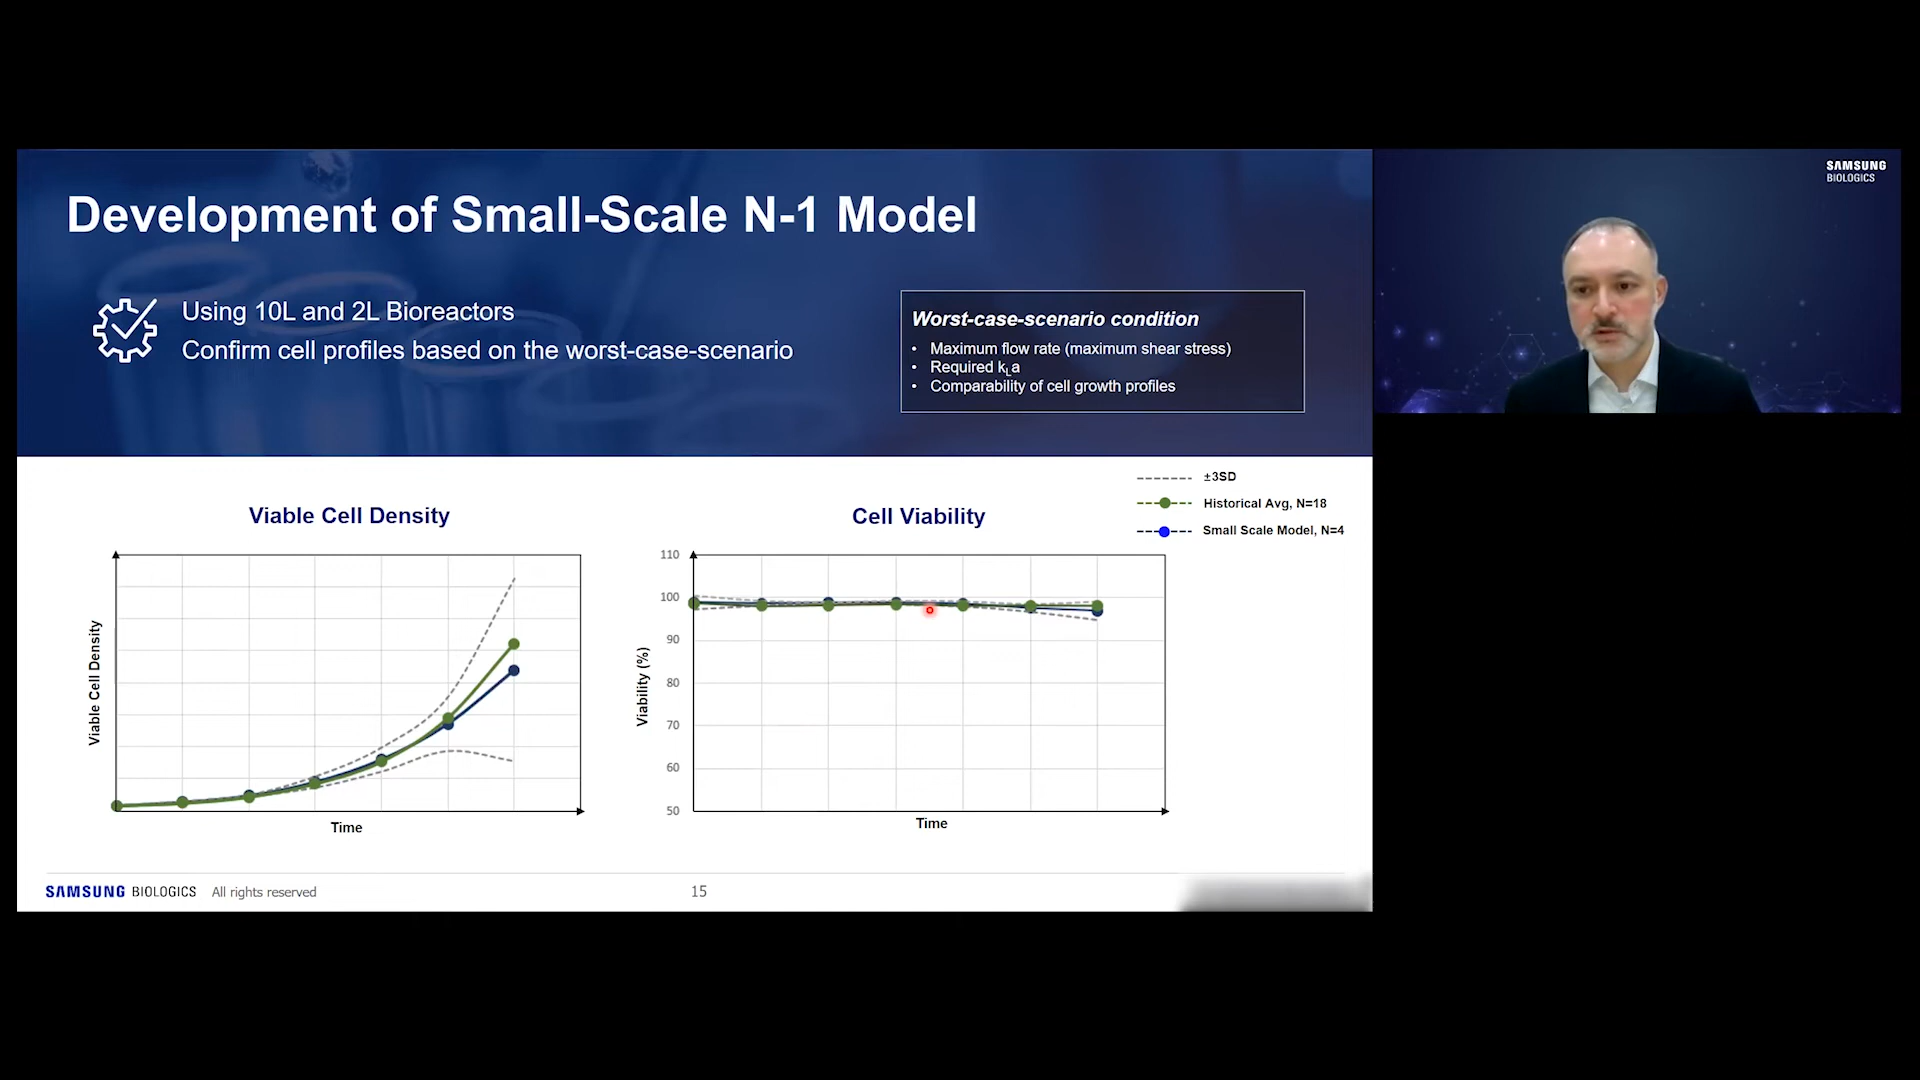 Development of Small-Scale N-1 Model
Using 10L and 2L Bioreactors
Confirm cell profiles based on the worst-case-scenario
Worst-case-scenario condition
• Maximum flow rate (maximum shear stress)
• Required kLa
• Comparability of cell growth profiles
SAMSUNG
BIOLOGICS
±3SD
Historical Avg, N=18
Small Scale Model, N=4
Viable Cell Density
Viable Cell Density
Time
Cell Viability
Viability (%)
110
100
90
80
70
60
50
Time
SAMSUNG BIOLOGICS All rights reserved
15